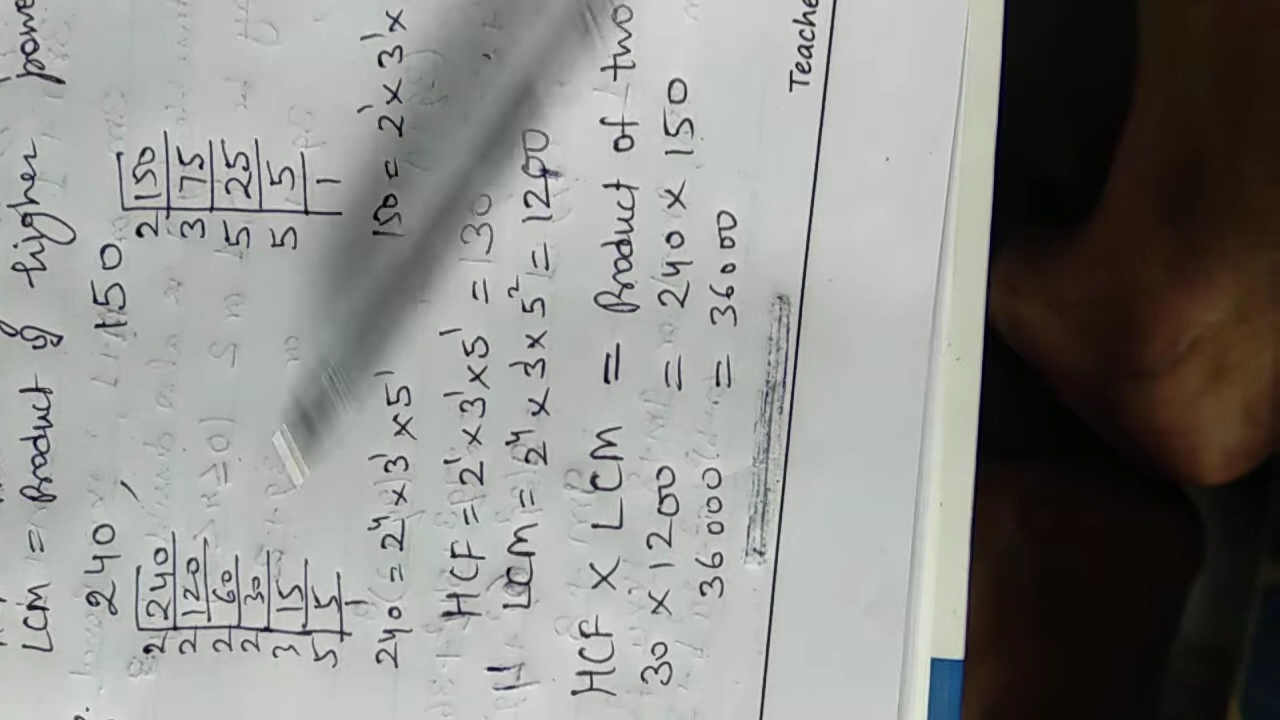 LCM = Product of higher powe
240 150
2 240
2 120
2 60
2 30
3 15
5 5
1
2 150
3 75
5 25
5 5
1
240 = 2⁴ x 3¹ x 5¹
150 = 2¹ x 3¹ x
HCF = 2¹ x 3¹ x 5¹ = 30
LCM = 2⁴ x 3 x 5² = 1200
HCF X LCM = Product of two
30 X 1200 = 240 x 150
36000 = 36000
Teache